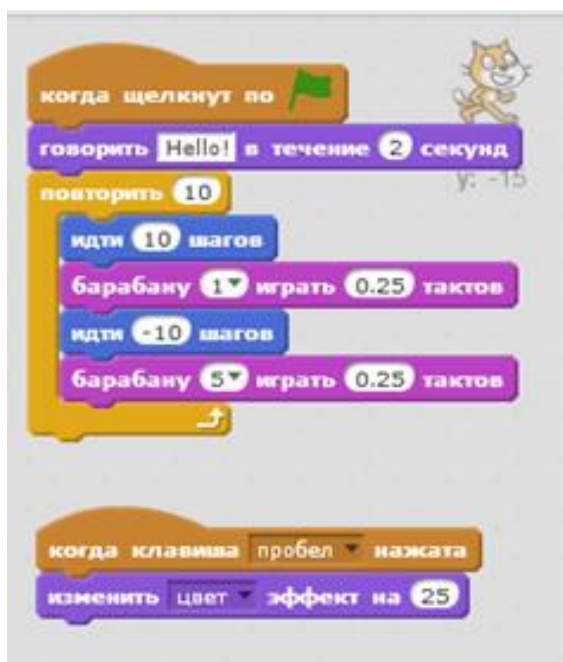 когда щелкнут по
говорить Hello! в течение 2 секунд
y: -15
повторить 10
идти 10 шагов
барабану 1 играть 0.25 тактов
идти -10 шагов
барабану 5 играть 0.25 тактов
когда клавиша пробел нажата
изменить цвет эффект на 25